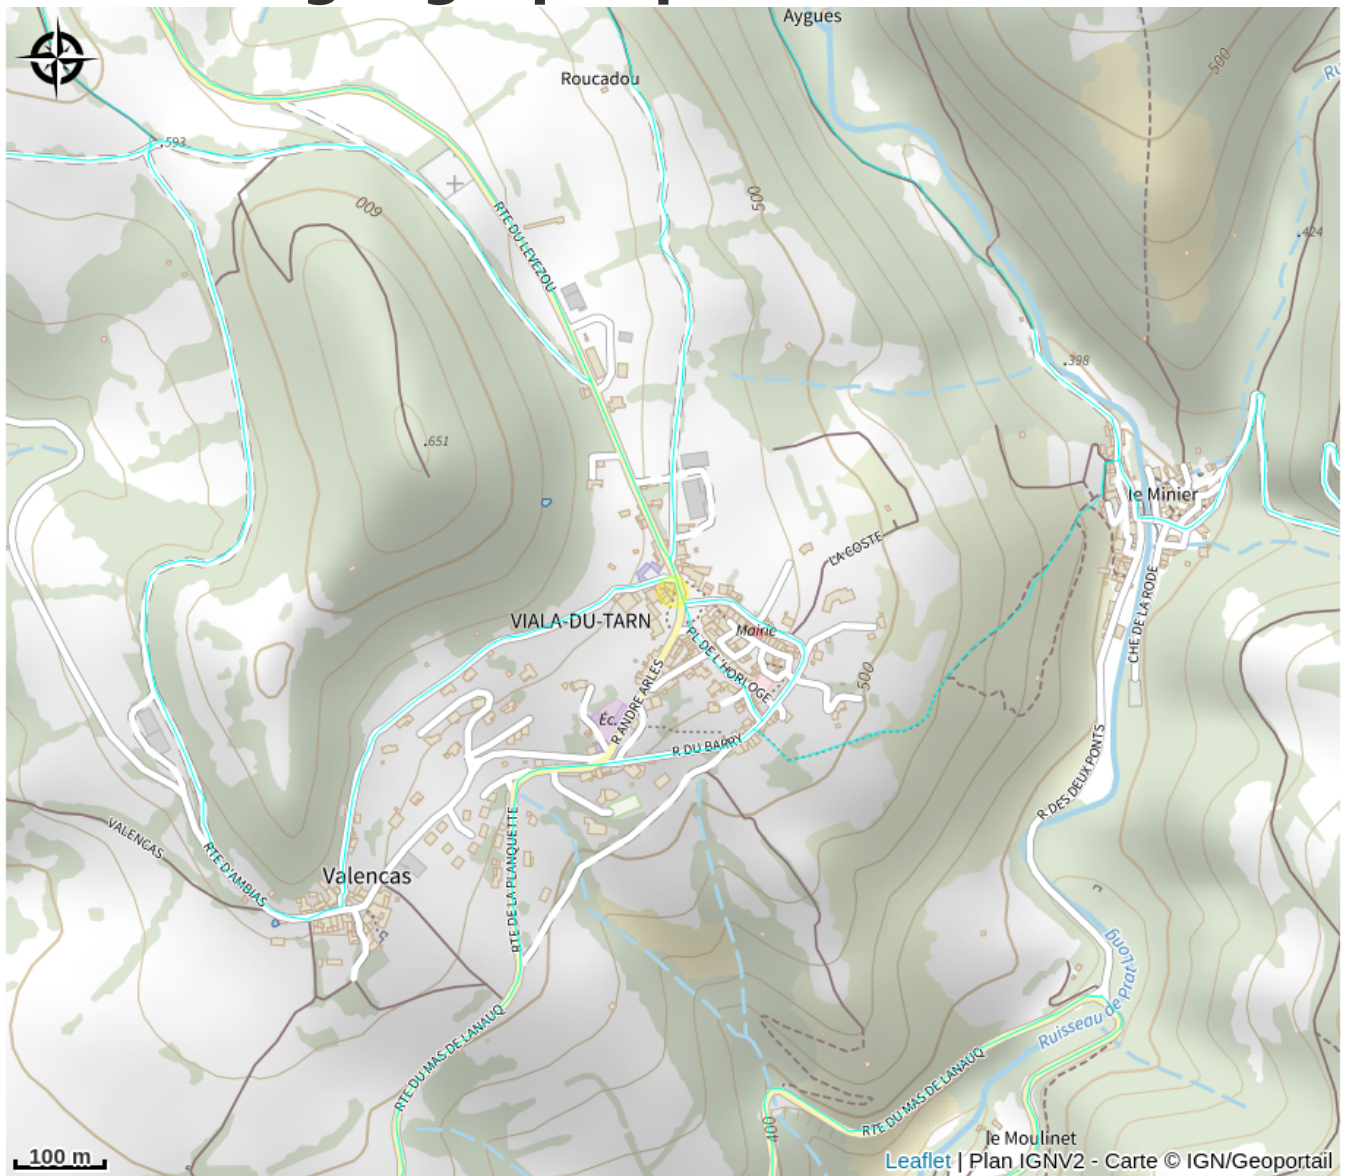 Aygues
Roucadou
500
593
600
500
424
RTE DU LEVEZOU
398
651
le Minier
LA COSTE
VIALA-DU-TARN
Mairie
PL DE L'HORLOGE
CHE DE LA RODE
500
R ANDRE ARLES
Éc.
R DU BARRY
R DES DEUX PONTS
VALENCAS
RTE D'AMBIAS
Valencas
RTE DE LA PLANQUETTE
Ruisseau de Prat Long
RTE DU MAS DE LANAUQ
RTE DU MAS DE LANAUQ
400
le Moulinet
100 m
Leaflet | Plan IGNV2 - Carte © IGN/Geoportail